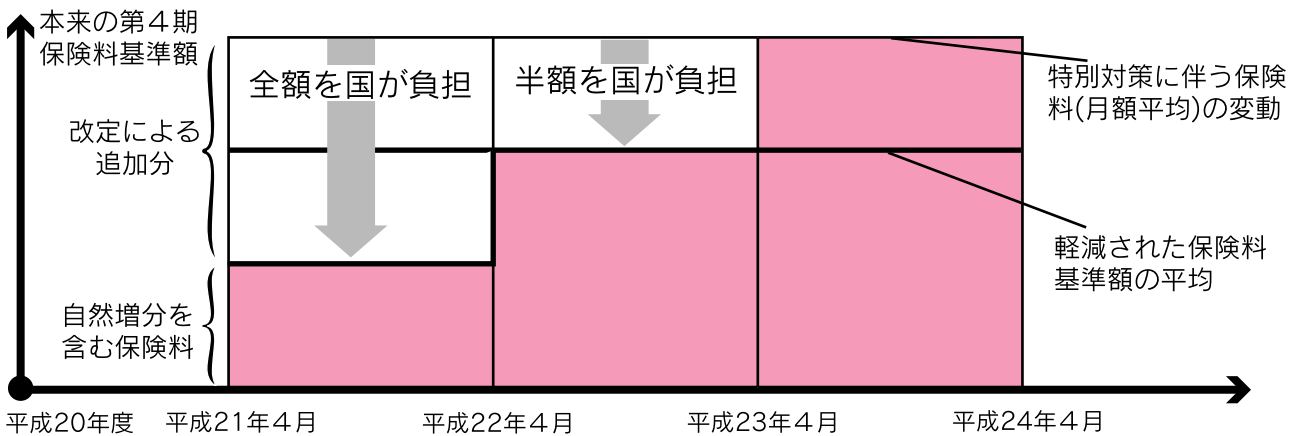 本来の第４期
保険料基準額
全額を国が負担
半額を国が負担
特別対策に伴う保険
料(月額平均)の変動
改定による
追加分
軽減された保険料
基準額の平均
自然増分を
含む保険料
平成20年度
平成21年４月
平成22年４月
平成23年４月
平成24年４月